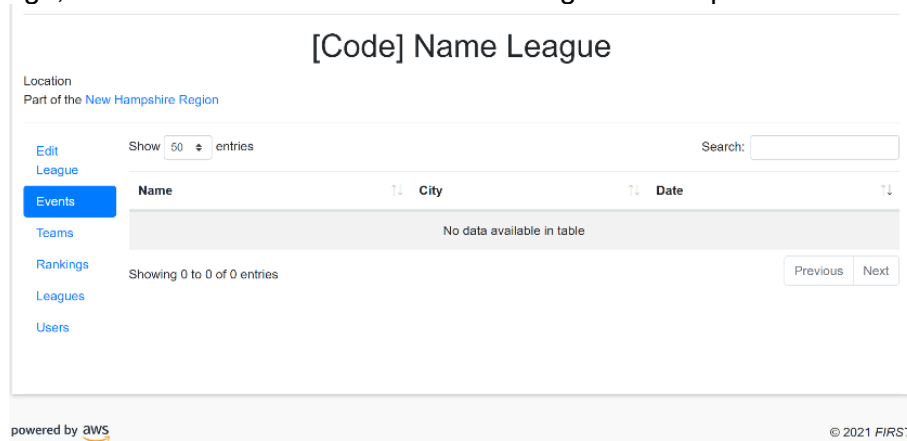 [Code] Name League
Location
Part of the New Hampshire Region
Edit League
Events
Teams
Rankings
Leagues
Users
Show 50 entries
Search:
Name City Date
No data available in table
Showing 0 to 0 of 0 entries
Previous Next
powered by aws
© 2021 FIRST